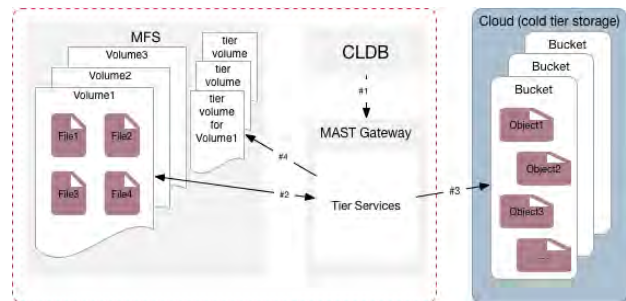 MFS
Volume3
Volume2
Volume1
File1
File2
File3
File4
tier
volume
tier
volume
tier
volume
for
Volume1
#4
#2
CLDB
#1
MAST Gateway
Tier Services
#3
Cloud (cold tier storage)
Bucket
Bucket
Bucket
Object1
Object2
Object3